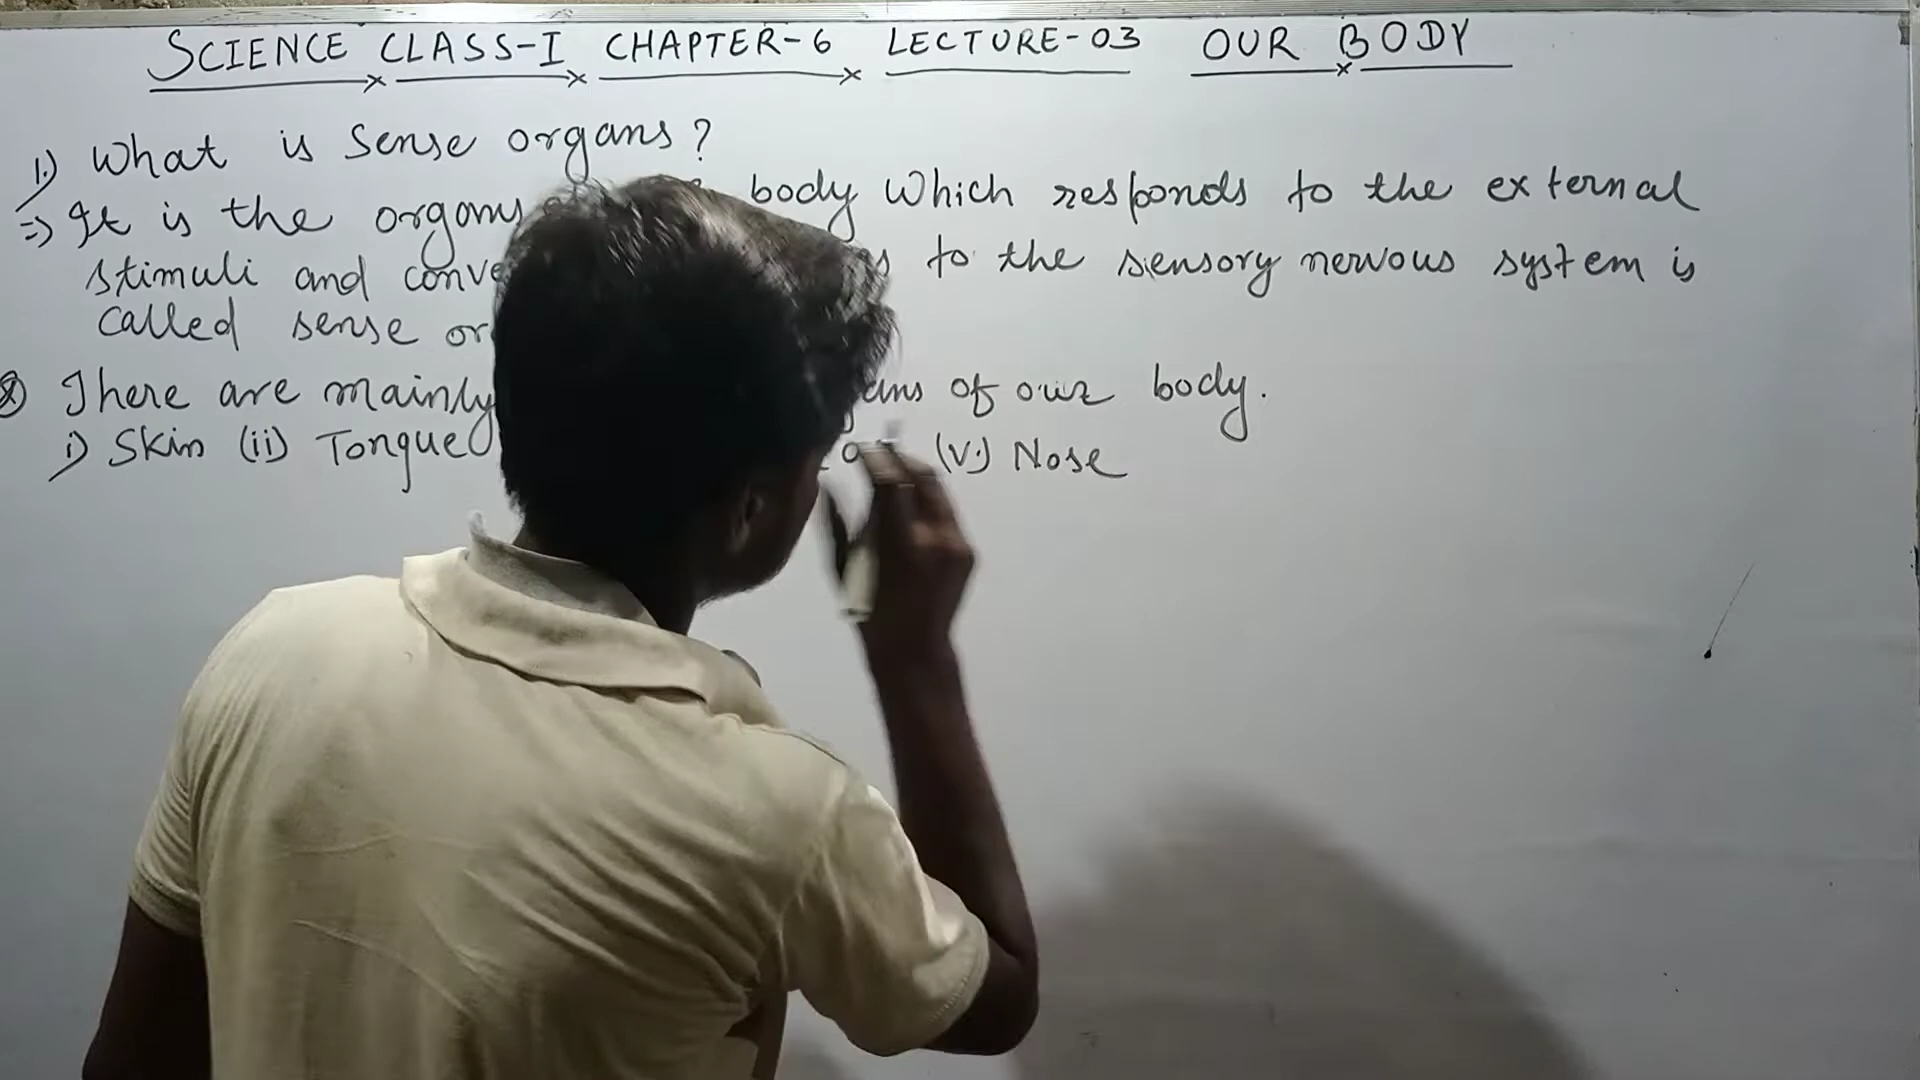 SCIENCE CLASS-I CHAPTER-6 LECTURE-03 OUR BODY
1.) What is Sense organs?
=> It is the organs body which responds to the external
stimuli and to the sensory nervous system is
called sense
There are mainly of our body.
i) Skin (ii) Tongue (v.) Nose